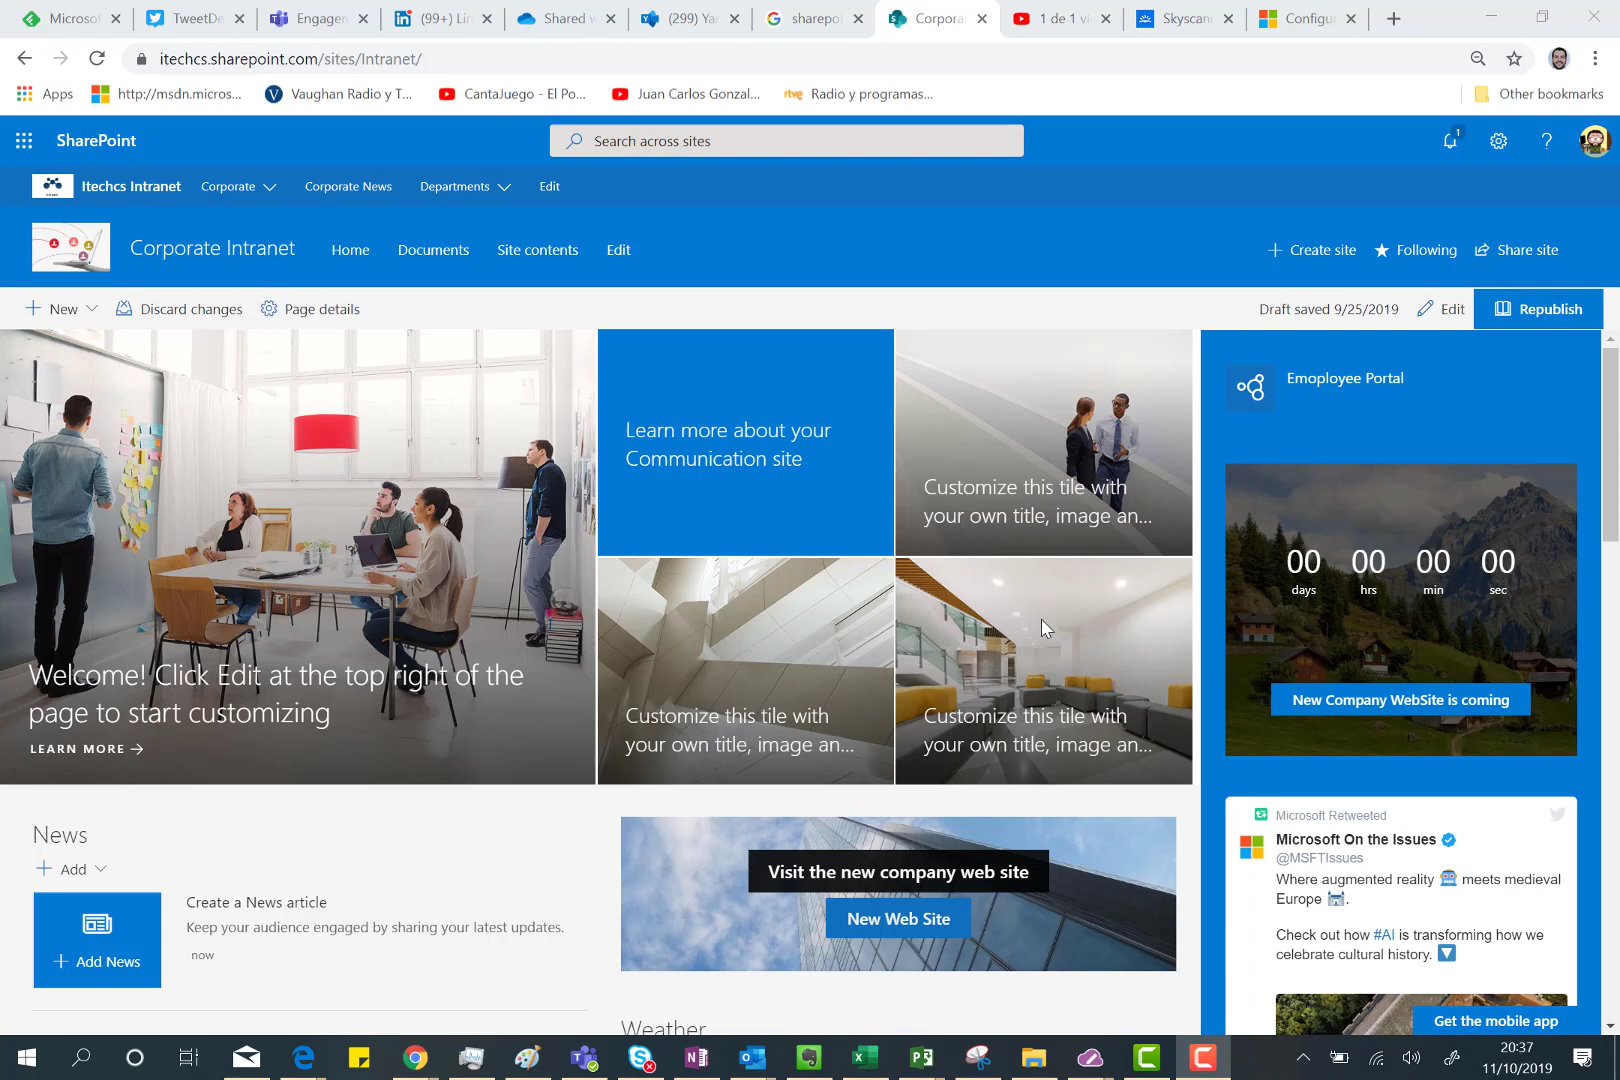 Microsof
TweetDe
Engagen
(99+) Lin
Shared w
(299) Yar
sharepoi
Corpora
1 de 1 vi
Skyscan
Configu
itechcs.sharepoint.com/sites/Intranet/
Apps
http://msdn.micros...
Vaughan Radio y T...
CantaJuego - El Po...
Juan Carlos Gonzal...
rtve Radio y programas...
Other bookmarks
SharePoint
Search across sites
1
Itechcs Intranet
Corporate
Corporate News
Departments
Edit
Corporate Intranet
Home
Documents
Site contents
Edit
Create site
Following
Share site
New
Discard changes
Page details
Draft saved 9/25/2019
Edit
Republish
Welcome! Click Edit at the top right of the
page to start customizing
LEARN MORE
Learn more about your
Communication site
Customize this tile with
your own title, image an...
Customize this tile with
your own title, image an...
Customize this tile with
your own title, image an...
Emoployee Portal
00 00 00 00
days hrs min sec
New Company WebSite is coming
Microsoft Retweeted
Microsoft On the Issues
@MSFTIssues
Where augmented reality 🤖 meets medieval
Europe 🏰.
Check out how #AI is transforming how we
celebrate cultural history.
Get the mobile app
News
Add
Add News
Create a News article
Keep your audience engaged by sharing your latest updates.
now
Visit the new company web site
New Web Site
Weather
20:37
11/10/2019